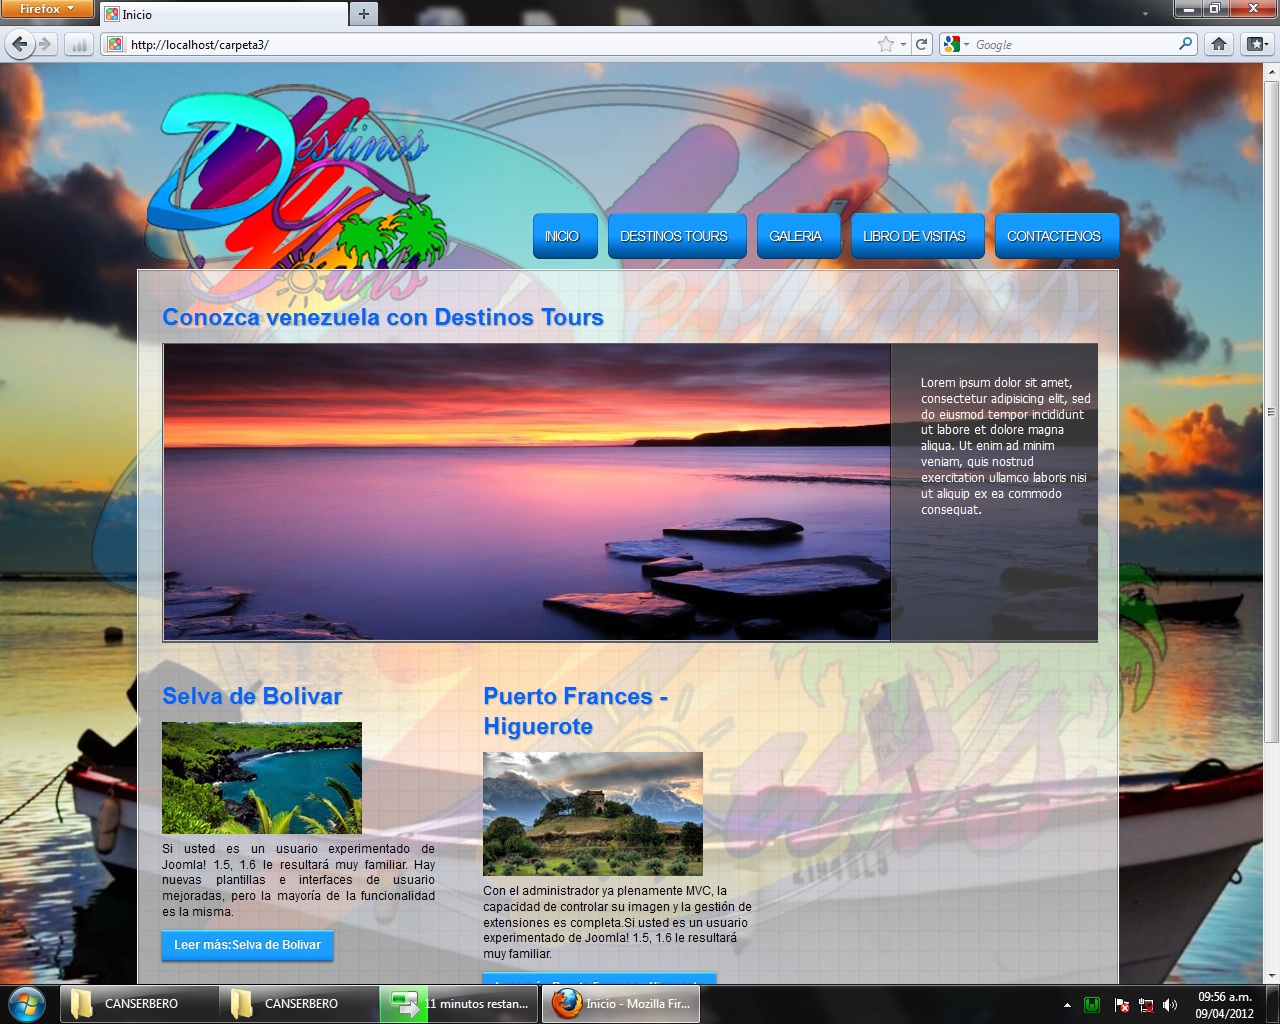 Firefox
Inicio
http://localhost/carpeta3/
Google
Destinos
Tours
INICIO
DESTINOS TOURS
GALERIA
LIBRO DE VISITAS
CONTACTENOS
Conozca venezuela con Destinos Tours
Lorem ipsum dolor sit amet,
consectetur adipisicing elit, sed
do eiusmod tempor incididunt
ut labore et dolore magna
aliqua. Ut enim ad minim
veniam, quis nostrud
exercitation ullamco laboris nisi
ut aliquip ex ea commodo
consequat.
Selva de Bolivar
Si usted es un usuario experimentado de
Joomla! 1.5, 1.6 le resultará muy familiar. Hay
nuevas plantillas e interfaces de usuario
mejoradas, pero la mayoría de la funcionalidad
es la misma.
Leer más:Selva de Bolivar
Puerto Frances -
Higuerote
Con el administrador ya plenamente MVC, la
capacidad de controlar su imagen y la gestión de
extensiones es completa.Si usted es un usuario
experimentado de Joomla! 1.5, 1.6 le resultará
muy familiar.
CANSERBERO
CANSERBERO
11 minutos restan...
Inicio - Mozilla Fir...
09:56 a.m.
09/04/2012